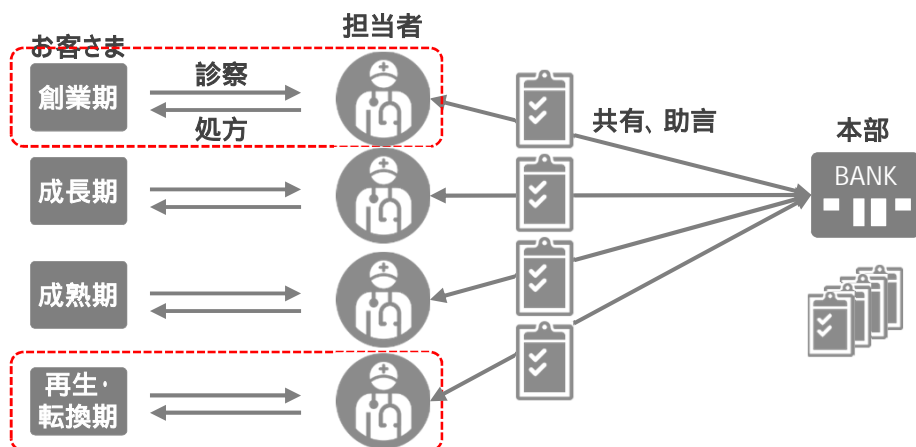 お客さま
担当者
創業期
診察
処方
共有、助言
本部
BANK
成長期
成熟期
再生・
転換期